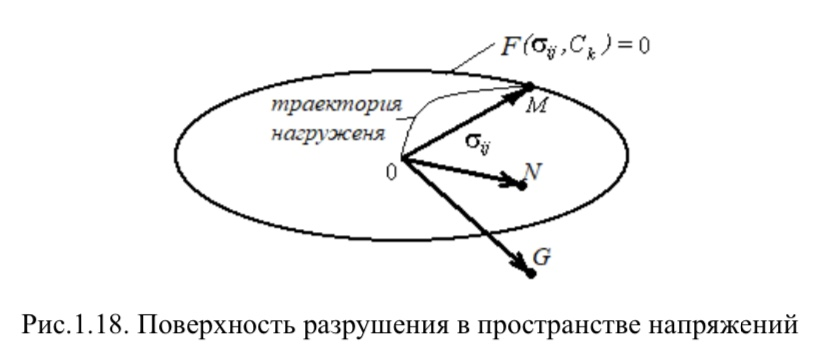 F(σij, Ck) = 0
траектория
нагруженя
M
σij
0
N
G
Рис.1.18. Поверхность разрушения в пространстве напряжений